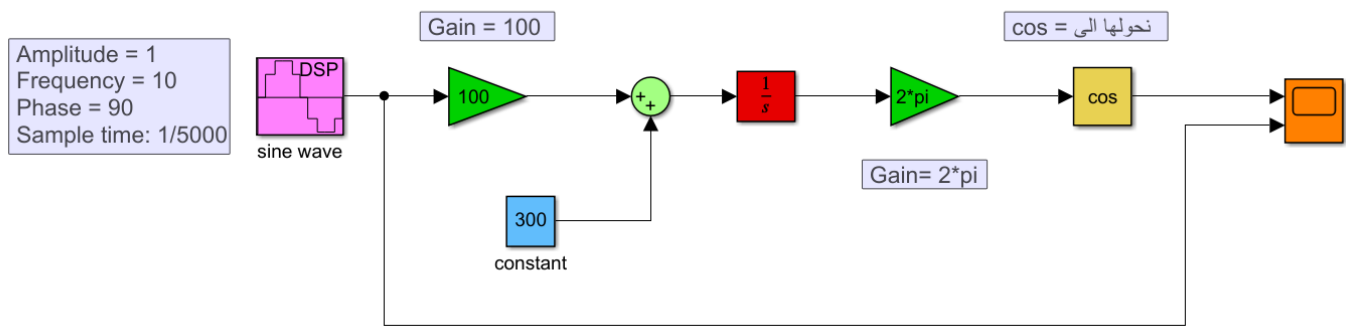 Gain = 100
cos = نحولها الى
Amplitude = 1
Frequency = 10
Phase = 90
Sample time: 1/5000
DSP
sine wave
100
+
+
1
s
2*pi
cos
Gain= 2*pi
300
constant